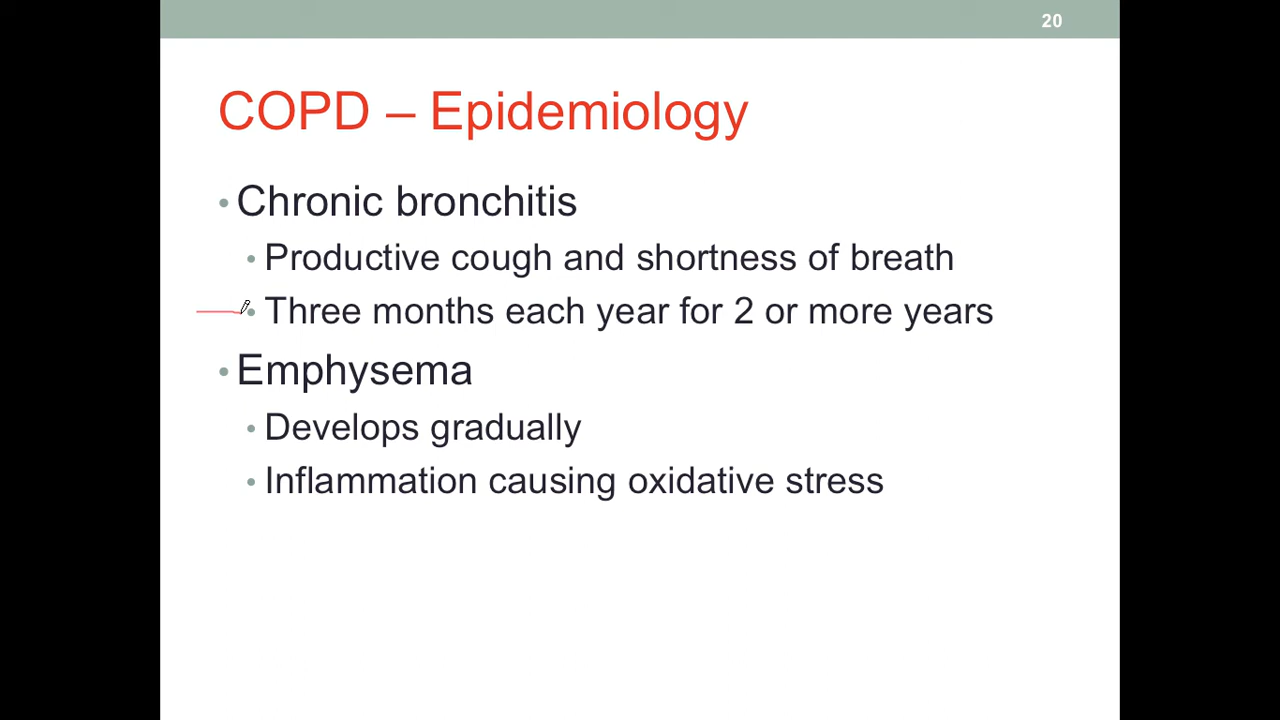 20
COPD – Epidemiology
• Chronic bronchitis
• Productive cough and shortness of breath
• Three months each year for 2 or more years
• Emphysema
• Develops gradually
• Inflammation causing oxidative stress